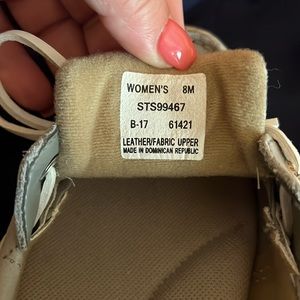 WOMEN'S 8M
STS99467
B-17 61421
LEATHER/FABRIC UPPER
MADE IN DOMINICAN REPUBLIC